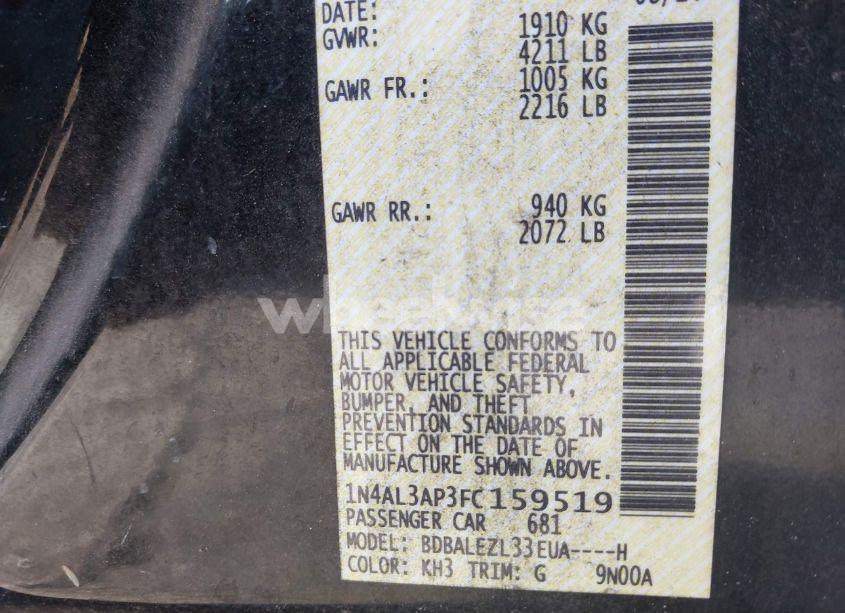 DATE:
GVWR: 1910 KG
4211 LB
GAWR FR.: 1005 KG
2216 LB
GAWR RR.: 940 KG
2072 LB
wheelwise
THIS VEHICLE CONFORMS TO
ALL APPLICABLE FEDERAL
MOTOR VEHICLE SAFETY,
BUMPER, AND THEFT
PREVENTION STANDARDS IN
EFFECT ON THE DATE OF
MANUFACTURE SHOWN ABOVE.
1N4AL3AP3FC159519
PASSENGER CAR 681
MODEL: BDBALEZL33EUA----H
COLOR: KH3 TRIM: G 9N00A